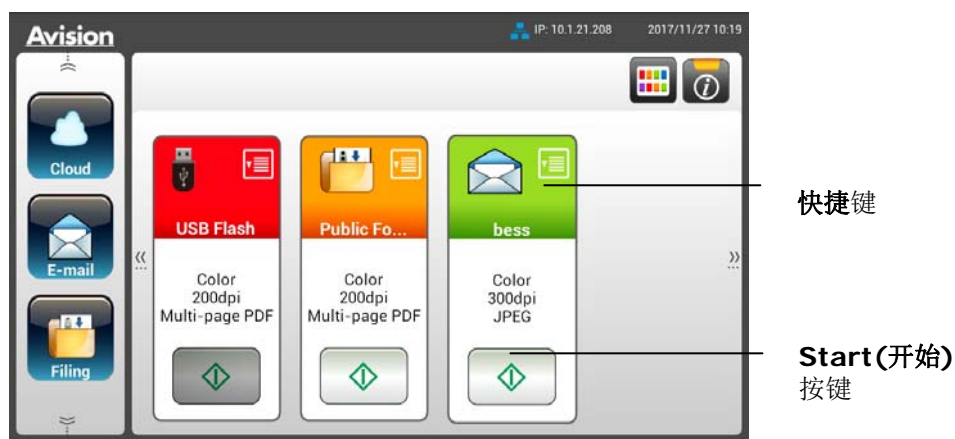 Avision
IP: 10.1.21.208
2017/11/27 10:19
Cloud
E-mail
Filing
USB Flash
Color
200dpi
Multi-page PDF
Public Fo...
Color
200dpi
Multi-page PDF
bess
Color
300dpi
JPEG
快捷键
Start(开始)
按键